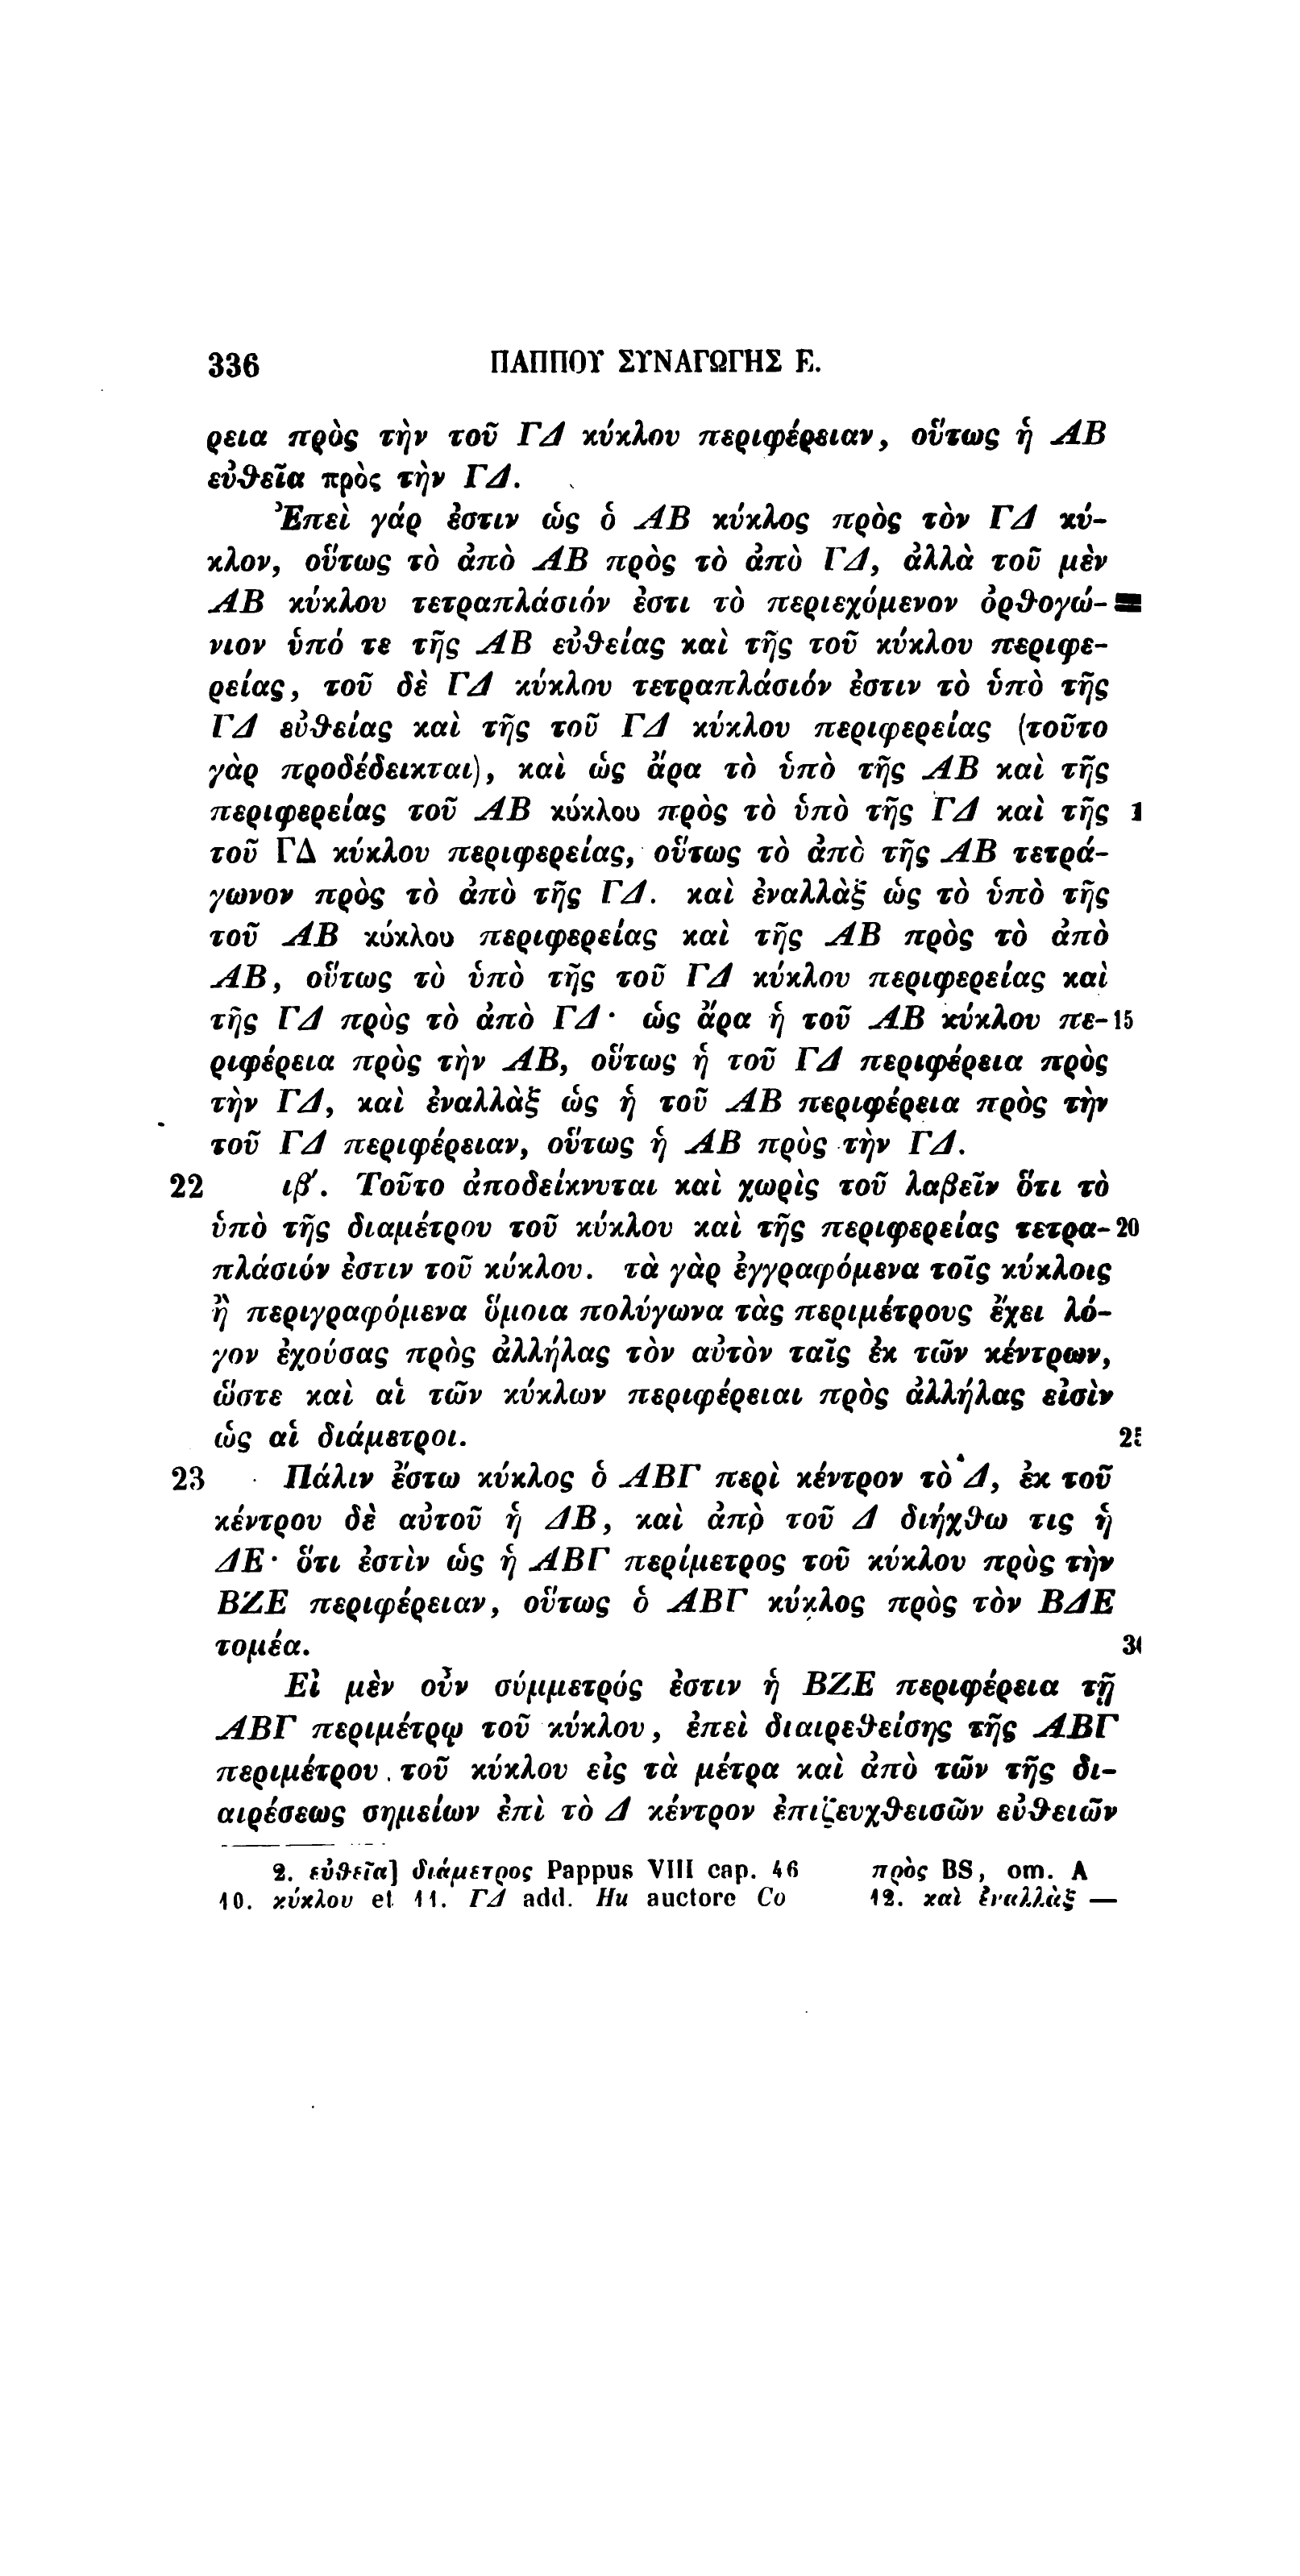 336 ΠΑΠΠΟΥ ΣΥΝΑΓΩΓΗΣ Ε.
ρεια πρὸς τὴν τοῦ ΓΔ κύκλου περιφέρειαν, οὕτως ἡ ΑΒ
εὐθεῖα πρὸς τὴν ΓΔ.
Ἐπεὶ γάρ ἐστιν ὡς ὁ ΑΒ κύκλος πρὸς τὸν ΓΔ κύ-
κλον, οὕτως τὸ ἀπὸ ΑΒ πρὸς τὸ ἀπὸ ΓΔ, ἀλλὰ τοῦ μὲν
ΑΒ κύκλου τετραπλάσιόν ἐστι τὸ περιεχόμενον ὀρθογώ-
νιον ὑπό τε τῆς ΑΒ εὐθείας καὶ τῆς τοῦ κύκλου περιφε-
ρείας, τοῦ δὲ ΓΔ κύκλου τετραπλάσιόν ἐστιν τὸ ὑπὸ τῆς
ΓΔ εὐθείας καὶ τῆς τοῦ ΓΔ κύκλου περιφερείας (τοῦτο
γὰρ προδέδεικται), καὶ ὡς ἄρα τὸ ὑπὸ τῆς ΑΒ καὶ τῆς
περιφερείας τοῦ ΑΒ κύκλου πρὸς τὸ ὑπὸ τῆς ΓΔ καὶ τῆς 1
τοῦ ΓΔ κύκλου περιφερείας, οὕτως τὸ ἀπὸ τῆς ΑΒ τετρά-
γωνον πρὸς τὸ ἀπὸ τῆς ΓΔ. καὶ ἐναλλὰξ ὡς τὸ ὑπὸ τῆς
τοῦ ΑΒ κύκλου περιφερείας καὶ τῆς ΑΒ πρὸς τὸ ἀπὸ
ΑΒ, οὕτως τὸ ὑπὸ τῆς τοῦ ΓΔ κύκλου περιφερείας καὶ
τῆς ΓΔ πρὸς τὸ ἀπὸ ΓΔ· ὡς ἄρα ἡ τοῦ ΑΒ κύκλου πε- 15
ριφέρεια πρὸς τὴν ΑΒ, οὕτως ἡ τοῦ ΓΔ περιφέρεια πρὸς
τὴν ΓΔ, καὶ ἐναλλὰξ ὡς ἡ τοῦ ΑΒ περιφέρεια πρὸς τὴν
τοῦ ΓΔ περιφέρειαν, οὕτως ἡ ΑΒ πρὸς τὴν ΓΔ.
22 ιβ'. Τοῦτο ἀποδείκνυται καὶ χωρὶς τοῦ λαβεῖν ὅτι τὸ
ὑπὸ τῆς διαμέτρου τοῦ κύκλου καὶ τῆς περιφερείας τετρα- 20
πλάσιόν ἐστιν τοῦ κύκλου. τὰ γὰρ ἐγγραφόμενα τοῖς κύκλοις
ἢ περιγραφόμενα ὅμοια πολύγωνα τὰς περιμέτρους ἔχει λό-
γον ἐχούσας πρὸς ἀλλήλας τὸν αὐτὸν ταῖς ἐκ τῶν κέντρων,
ὥστε καὶ αἱ τῶν κύκλων περιφέρειαι πρὸς ἀλλήλας εἰσὶν
ὡς αἱ διάμετροι.
23 Πάλιν ἔστω κύκλος ὁ ΑΒΓ περὶ κέντρον τὸ Δ, ἐκ τοῦ
κέντρου δὲ αὐτοῦ ἡ ΔΒ, καὶ ἀπὸ τοῦ Δ διήχθω τις ἡ
ΔΕ· ὅτι ἐστὶν ὡς ἡ ΑΒΓ περίμετρος τοῦ κύκλου πρὸς τὴν
ΒΖΕ περιφέρειαν, οὕτως ὁ ΑΒΓ κύκλος πρὸς τὸν ΒΔΕ
τομέα.
Εἰ μὲν οὖν σύμμετρός ἐστιν ἡ ΒΖΕ περιφέρεια τῇ
ΑΒΓ περιμέτρῳ τοῦ κύκλου, ἐπεὶ διαιρεθείσης τῆς ΑΒΓ
περιμέτρου τοῦ κύκλου εἰς τὰ μέτρα καὶ ἀπὸ τῶν τῆς δι-
αιρέσεως σημείων ἐπὶ τὸ Δ κέντρον ἐπιζευχθεισῶν εὐθειῶν
2. εὐθεῖα] διάμετρος Pappus VIII cap. 46 πρὸς BS, om. A
10. κύκλου et 11. ΓΔ add. Hu auctore Co 12. καὶ ἐναλλὰξ —